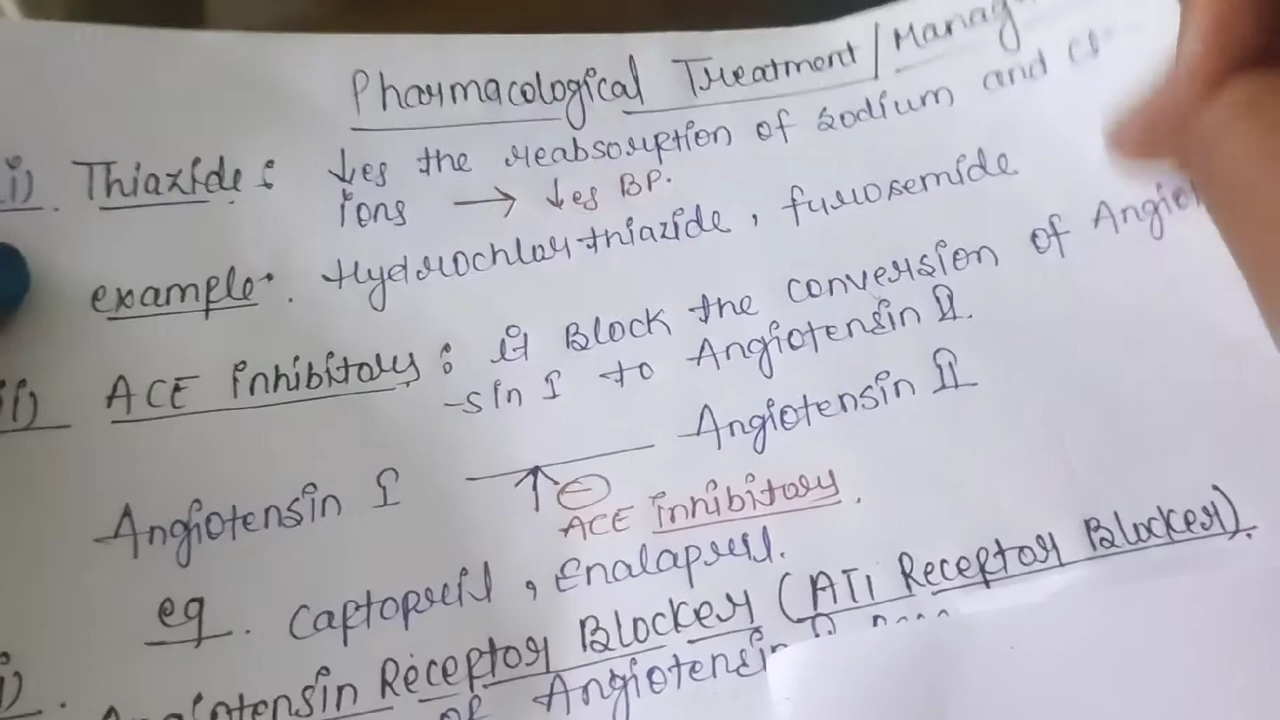 Pharmacological Treatment / Manag
i) Thiazide : ↓es the reabsorption of sodium and
ions → ↓es BP.
example. Hydrochlorthiazide, furosemide
ii) ACE inhibitory : it Block the conversion of Angio
-sin I to Angiotensin II.
Angiotensin I Angiotensin II
↑ ⊖
ACE inhibitory.
eg. Captopril, Enalapril.
Angiotensin Receptor Blocker (AT1 Receptor Blocker).
of Angiotensin